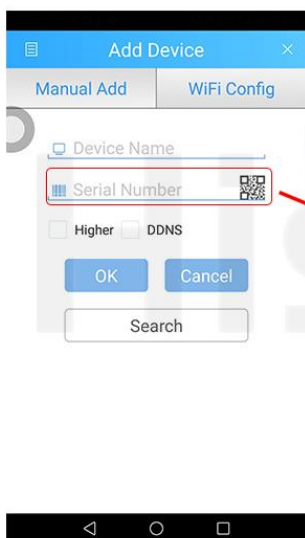 Add Device
Manual Add WiFi Config
Device Name
Serial Number
Higher DDNS
OK Cancel
Search